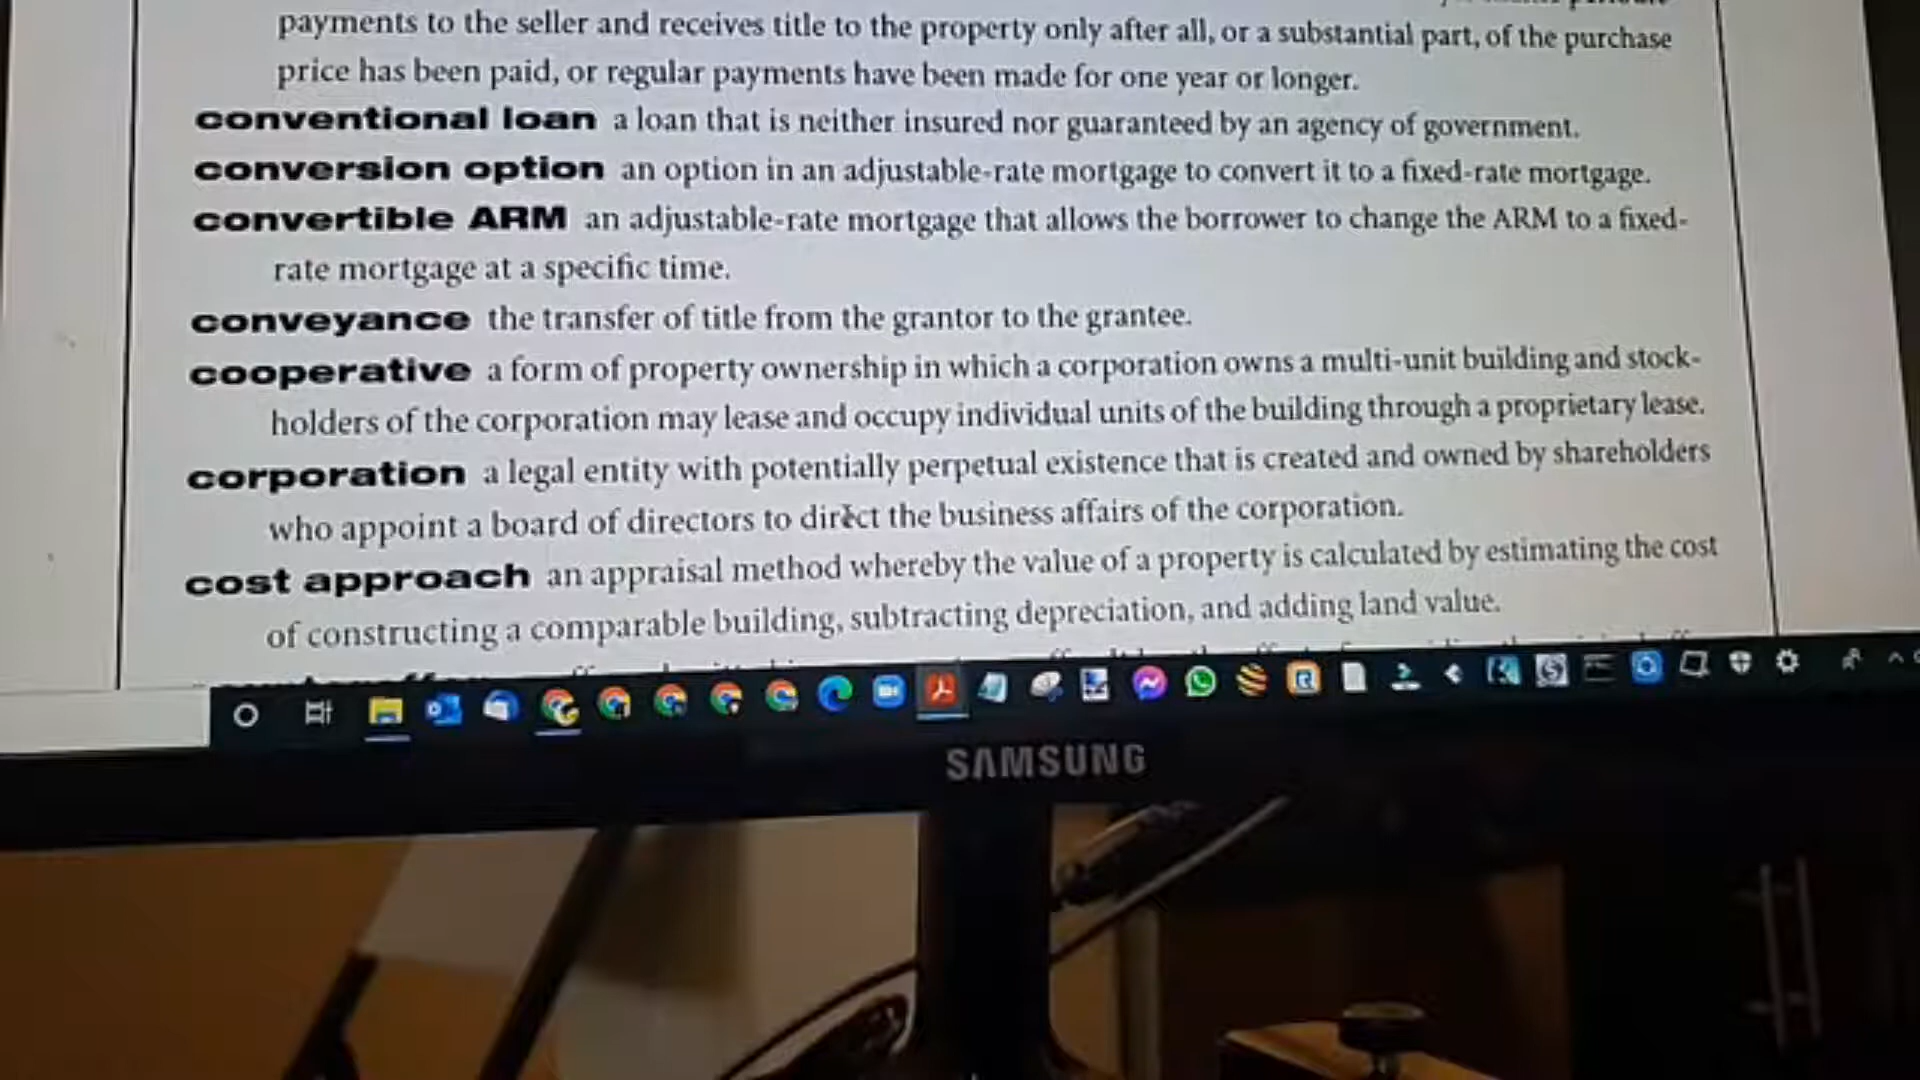 payments to the seller and receives title to the property only after all, or a substantial part, of the purchase
price has been paid, or regular payments have been made for one year or longer.
conventional loan a loan that is neither insured nor guaranteed by an agency of government.
conversion option an option in an adjustable-rate mortgage to convert it to a fixed-rate mortgage.
convertible ARM an adjustable-rate mortgage that allows the borrower to change the ARM to a fixed-
rate mortgage at a specific time.
conveyance the transfer of title from the grantor to the grantee.
cooperative a form of property ownership in which a corporation owns a multi-unit building and stock-
holders of the corporation may lease and occupy individual units of the building through a proprietary lease.
corporation a legal entity with potentially perpetual existence that is created and owned by shareholders
who appoint a board of directors to direct the business affairs of the corporation.
cost approach an appraisal method whereby the value of a property is calculated by estimating the cost
of constructing a comparable building, subtracting depreciation, and adding land value.
SAMSUNG